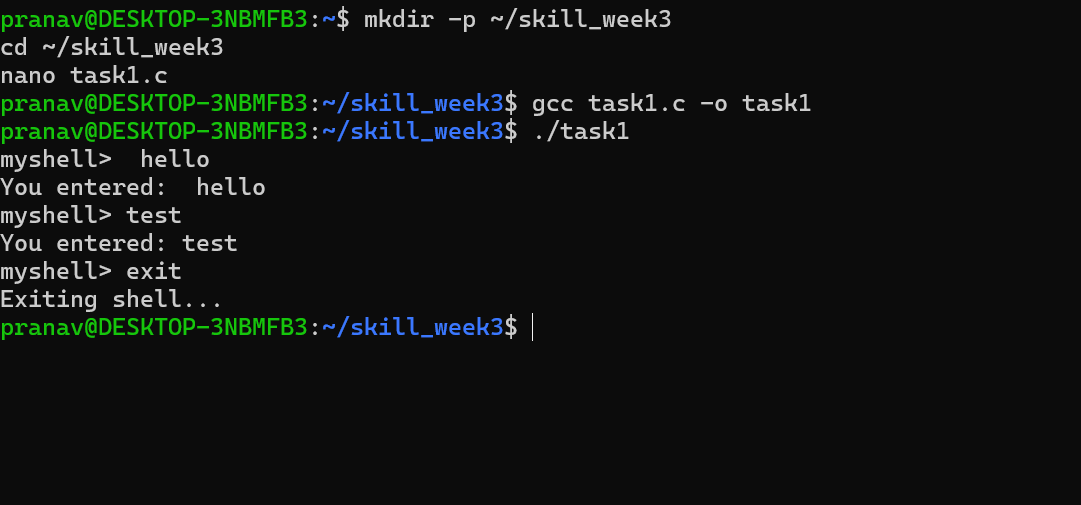 pranav@DESKTOP-3NBMFB3:~$ mkdir -p ~/skill_week3
cd ~/skill_week3
nano task1.c
pranav@DESKTOP-3NBMFB3:~/skill_week3$ gcc task1.c -o task1
pranav@DESKTOP-3NBMFB3:~/skill_week3$ ./task1
myshell>  hello
You entered:  hello
myshell> test
You entered: test
myshell> exit
Exiting shell...
pranav@DESKTOP-3NBMFB3:~/skill_week3$